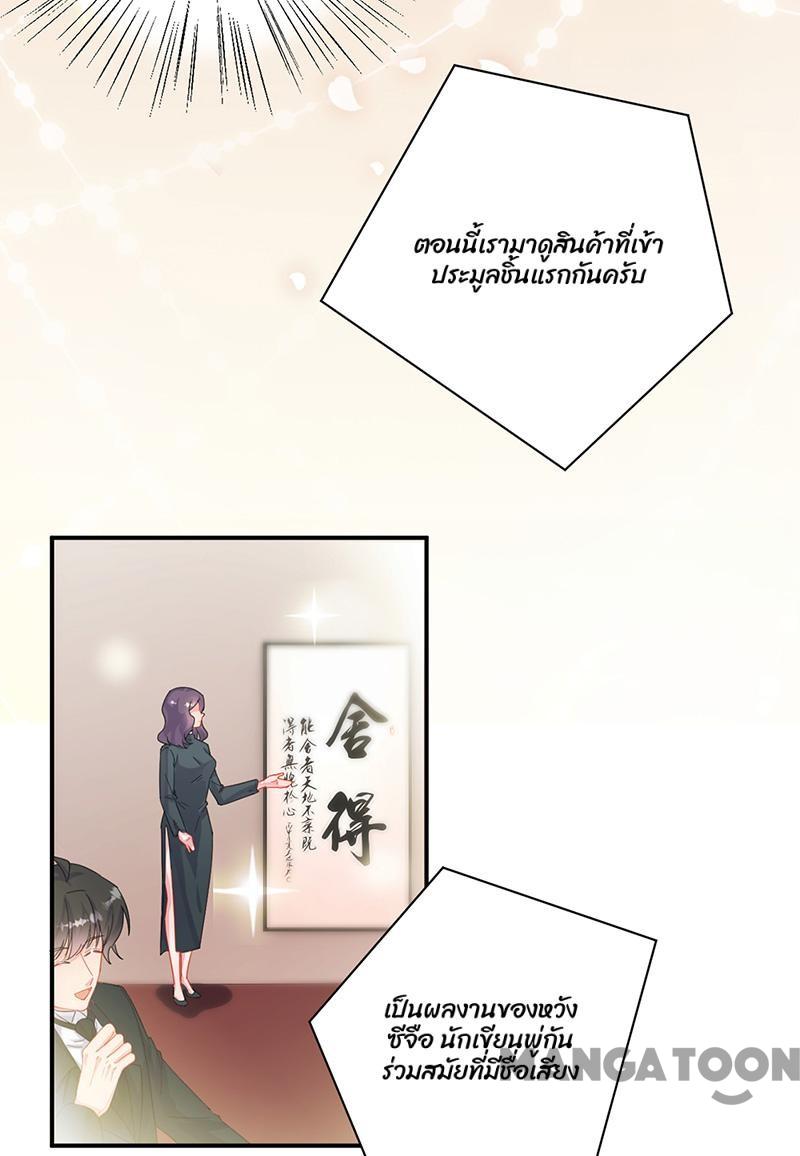 ตอนนี้เรามาดูสินค้าที่เข้า
ประมูลชิ้นแรกกันครับ
舍得
能舍者天地不亲既
得者無愧於心
เป็นผลงานของหวัง
ซีจือ นักเขียนพู่กัน
ร่วมสมัยที่มีชื่อเสียง
MANGATOON